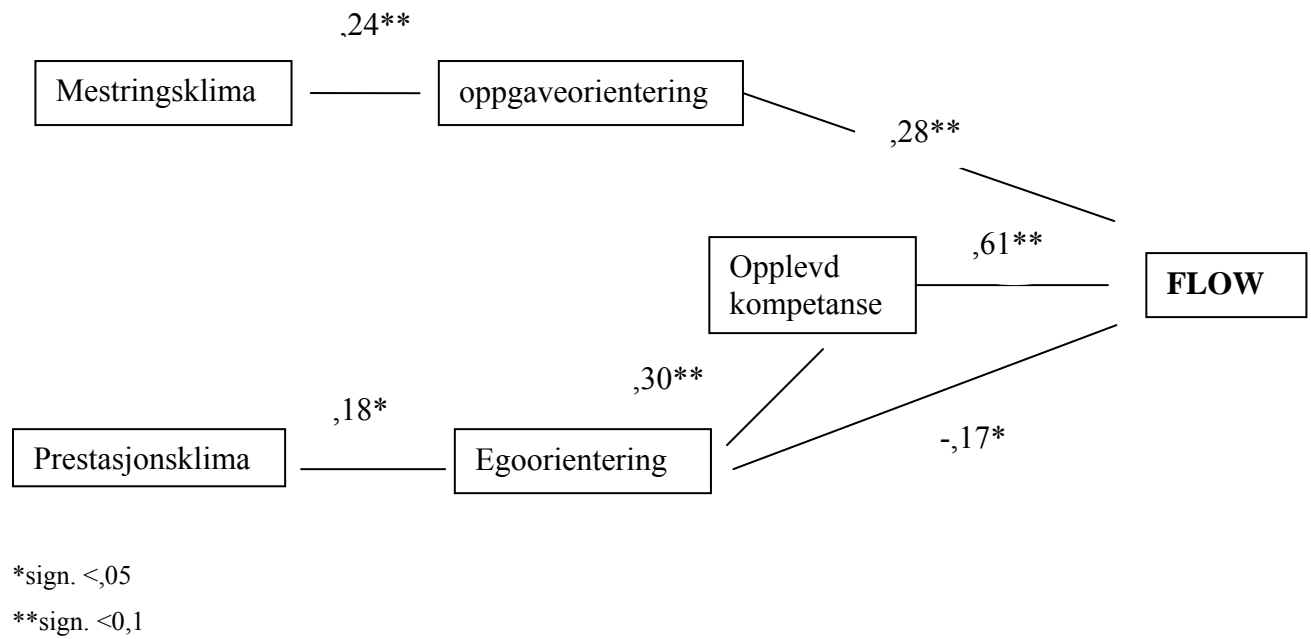 ,24**
Mestringsklima
oppgaveorientering
,28**
Opplevd
kompetanse
,61**
FLOW
,30**
,18*
Prestasjonsklima
Egoorientering
-,17*
*sign. <,05
**sign. <0,1